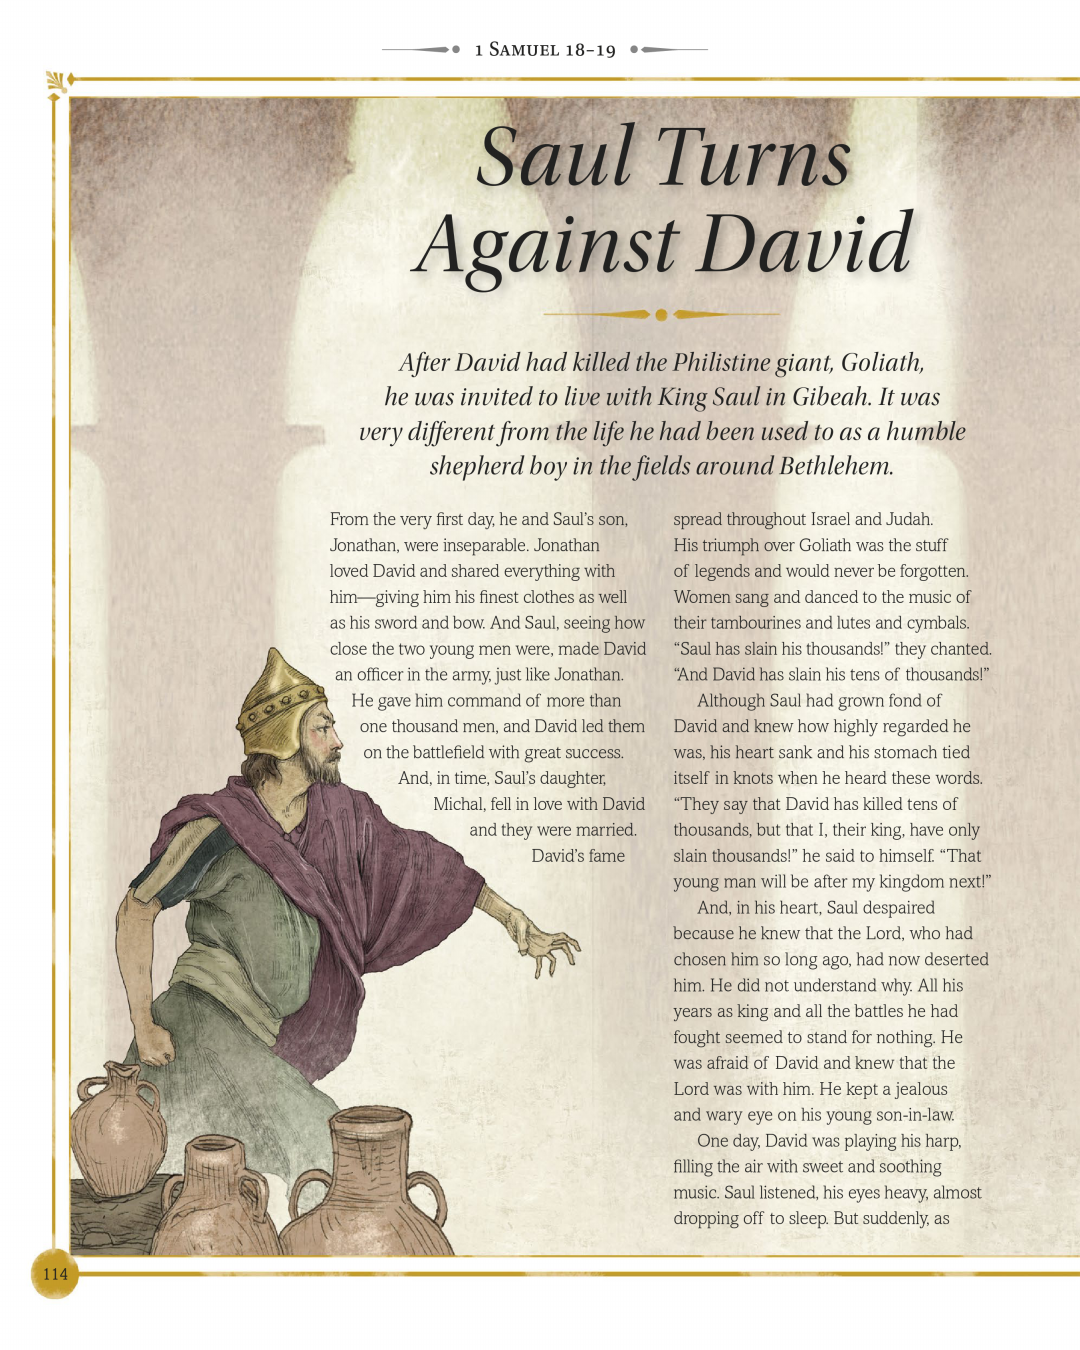 1 Samuel 18–19
Saul Turns
Against David
After David had killed the Philistine giant, Goliath,
he was invited to live with King Saul in Gibeah. It was
very different from the life he had been used to as a humble
shepherd boy in the fields around Bethlehem.
From the very first day, he and Saul’s son,
Jonathan, were inseparable. Jonathan
loved David and shared everything with
him—giving him his finest clothes as well
as his sword and bow. And Saul, seeing how
close the two young men were, made David
an officer in the army, just like Jonathan.
He gave him command of more than
one thousand men, and David led them
on the battlefield with great success.
And, in time, Saul’s daughter,
Michal, fell in love with David
and they were married.
David’s fame
spread throughout Israel and Judah.
His triumph over Goliath was the stuff
of legends and would never be forgotten.
Women sang and danced to the music of
their tambourines and lutes and cymbals.
“Saul has slain his thousands!” they chanted.
“And David has slain his tens of thousands!”
Although Saul had grown fond of
David and knew how highly regarded he
was, his heart sank and his stomach tied
itself in knots when he heard these words.
“They say that David has killed tens of
thousands, but that I, their king, have only
slain thousands!” he said to himself. “That
young man will be after my kingdom next!”
And, in his heart, Saul despaired
because he knew that the Lord, who had
chosen him so long ago, had now deserted
him. He did not understand why. All his
years as king and all the battles he had
fought seemed to stand for nothing. He
was afraid of David and knew that the
Lord was with him. He kept a jealous
and wary eye on his young son-in-law.
One day, David was playing his harp,
filling the air with sweet and soothing
music. Saul listened, his eyes heavy, almost
dropping off to sleep. But suddenly, as
114